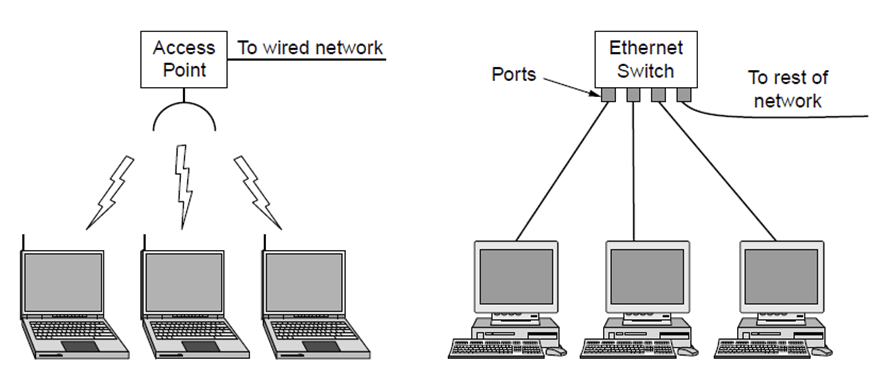 Access
Point
To wired network
Ethernet
Switch
Ports
To rest of
network